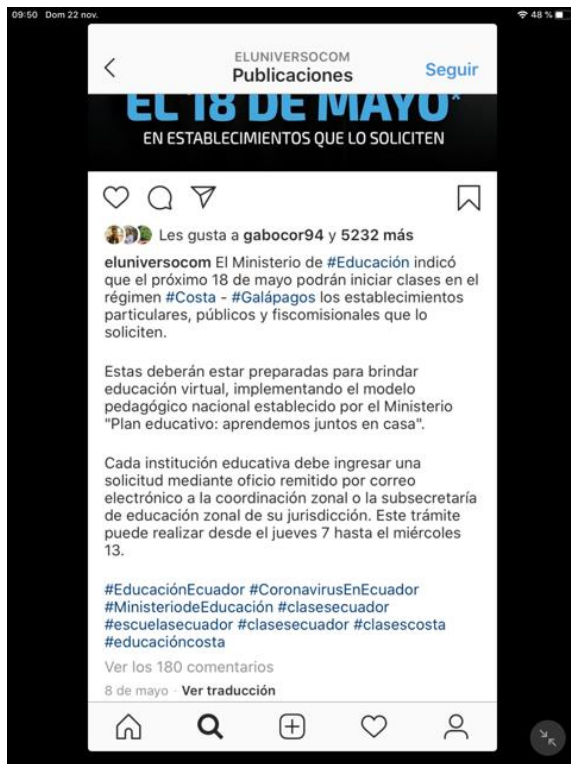 09:50 Dom 22 nov.
48 %
ELUNIVERSOCOM
Publicaciones
Seguir
EL 18 DE MAYO*
EN ESTABLECIMIENTOS QUE LO SOLICITEN
Les gusta a gabocor94 y 5232 más
eluniversocom El Ministerio de #Educación indicó
que el próximo 18 de mayo podrán iniciar clases en el
régimen #Costa - #Galápagos los establecimientos
particulares, públicos y fiscomisionales que lo
soliciten.
Estas deberán estar preparadas para brindar
educación virtual, implementando el modelo
pedagógico nacional establecido por el Ministerio
"Plan educativo: aprendemos juntos en casa".
Cada institución educativa debe ingresar una
solicitud mediante oficio remitido por correo
electrónico a la coordinación zonal o la subsecretaría
de educación zonal de su jurisdicción. Este trámite
puede realizar desde el jueves 7 hasta el miércoles
13.
#EducaciónEcuador #CoronavirusEnEcuador
#MinisteriodeEducación #clasesecuador
#escuelasecuador #clasesecuador #clasescosta
#educacióncosta
Ver los 180 comentarios
8 de mayo · Ver traducción